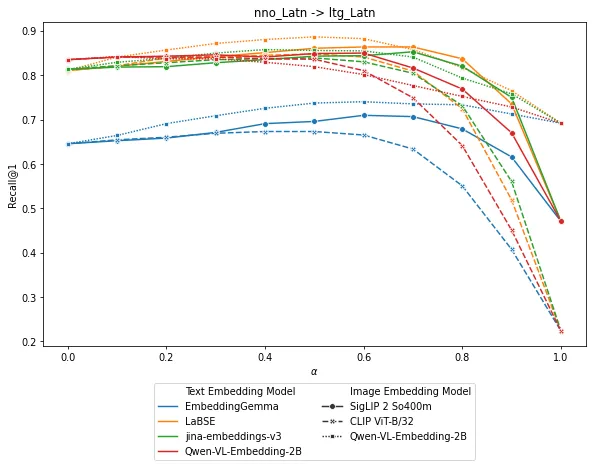 nno_Latn -> ltg_Latn
Recall@1
0.9
0.8
0.7
0.6
0.5
0.4
0.3
0.2
0.0 0.2 0.4 0.6 0.8 1.0
α
Text Embedding Model Image Embedding Model
EmbeddingGemma SigLIP 2 So400m
LaBSE CLIP ViT-B/32
jina-embeddings-v3 Qwen-VL-Embedding-2B
Qwen-VL-Embedding-2B